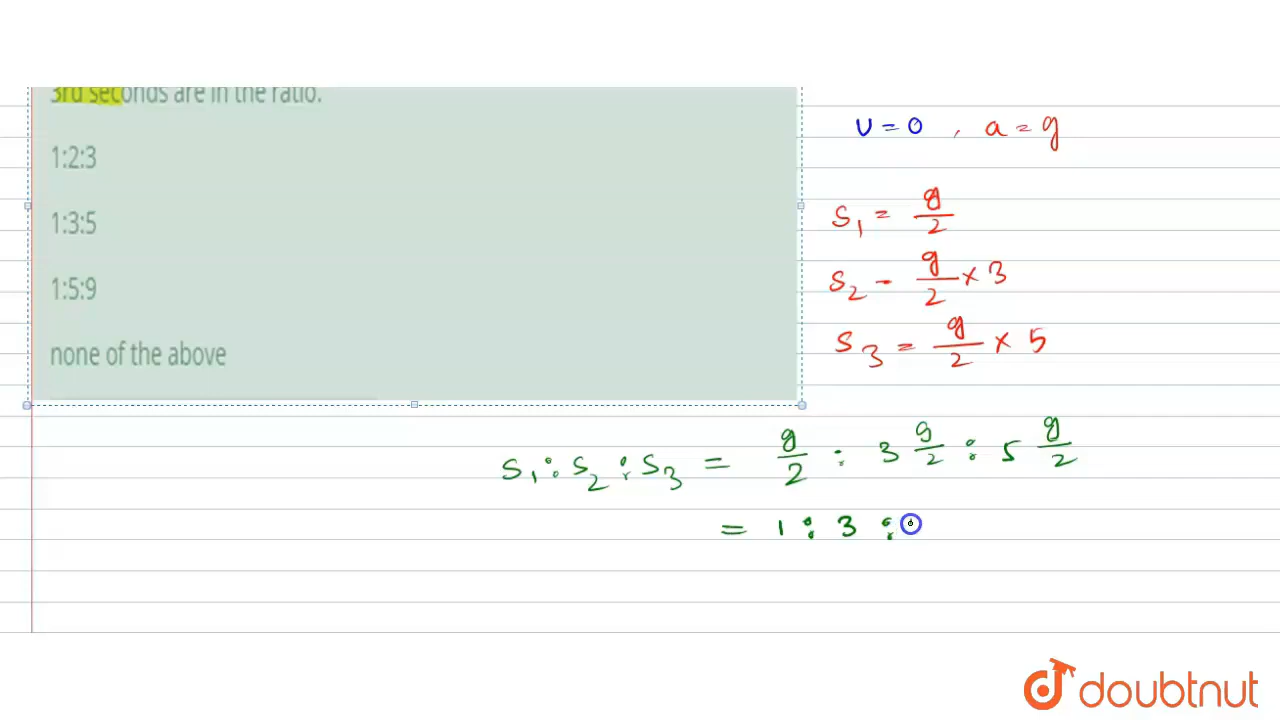 3rd seconds are in the ratio.
1:2:3
1:3:5
1:5:9
none of the above
u = 0 , a = g
S1 = g/2
S2 - g/2 × 3
S3 = g/2 × 5
S1 : S2 : S3 = g/2 : 3 g/2 : 5 g/2
= 1 : 3 :
doubtnut